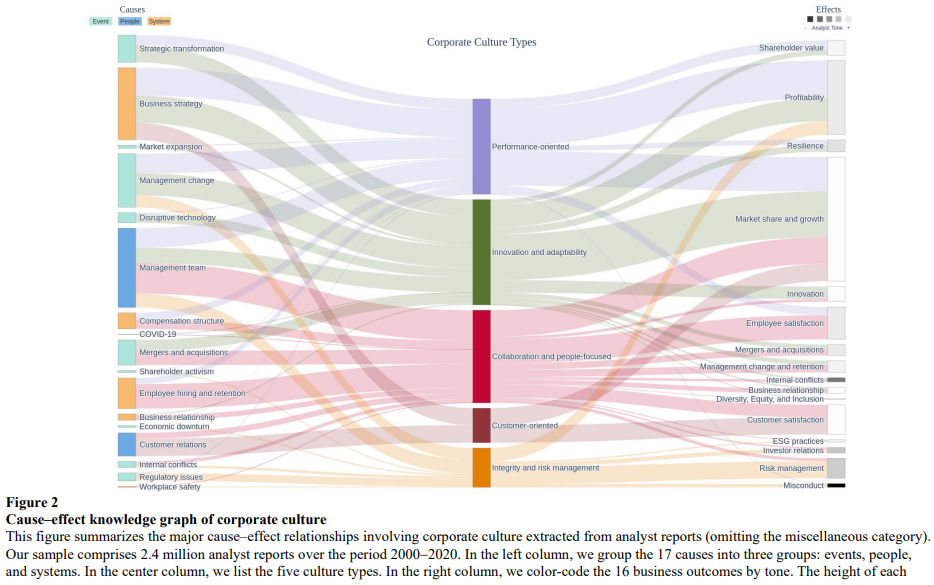 Causes
Effects
Event People System
- Analyst Tone +
Corporate Culture Types
Strategic transformation
Business strategy
Market expansion
Management change
Disruptive technology
Management team
Compensation structure
COVID-19
Mergers and acquisitions
Shareholder activism
Employee hiring and retention
Business relationship
Economic downturn
Customer relations
Internal conflicts
Regulatory issues
Workplace safety
Performance-oriented
Innovation and adaptability
Collaboration and people-focused
Customer-oriented
Integrity and risk management
Shareholder value
Profitability
Resilience
Market share and growth
Innovation
Employee satisfaction
Mergers and acquisitions
Management change and retention
Internal conflicts
Business relationship
Diversity, Equity, and Inclusion
Customer satisfaction
ESG practices
Investor relations
Risk management
Misconduct
Figure 2
Cause–effect knowledge graph of corporate culture
This figure summarizes the major cause–effect relationships involving corporate culture extracted from analyst reports (omitting the miscellaneous category).
Our sample comprises 2.4 million analyst reports over the period 2000–2020. In the left column, we group the 17 causes into three groups: events, people,
and systems. In the center column, we list the five culture types. In the right column, we color-code the 16 business outcomes by tone. The height of each